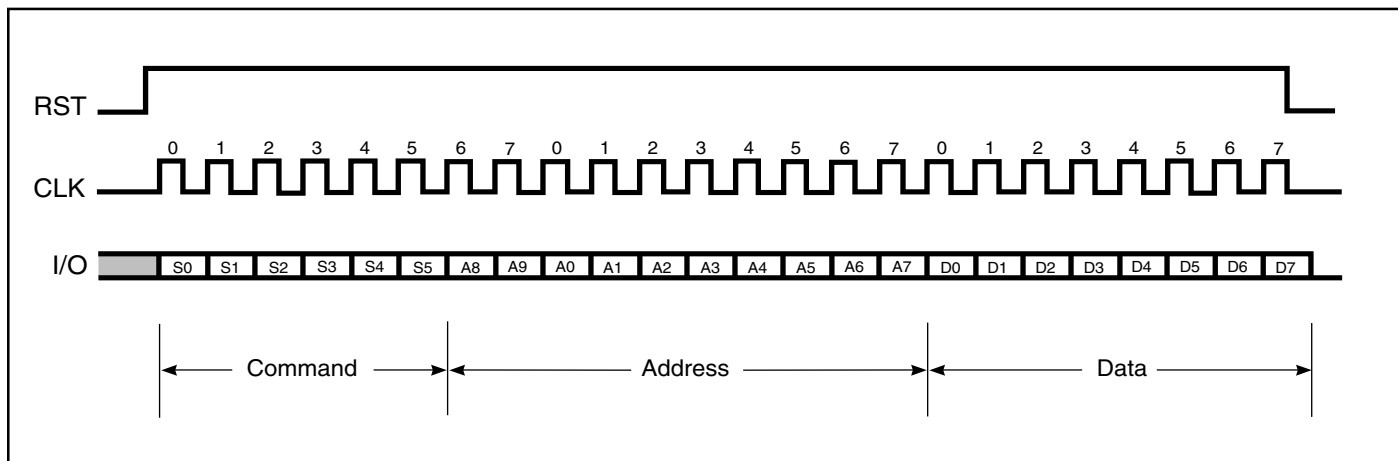 RST
0 1 2 3 4 5 6 7 0 1 2 3 4 5 6 7 0 1 2 3 4 5 6 7
CLK
I/O S0 S1 S2 S3 S4 S5 A8 A9 A0 A1 A2 A3 A4 A5 A6 A7 D0 D1 D2 D3 D4 D5 D6 D7
Command Address Data